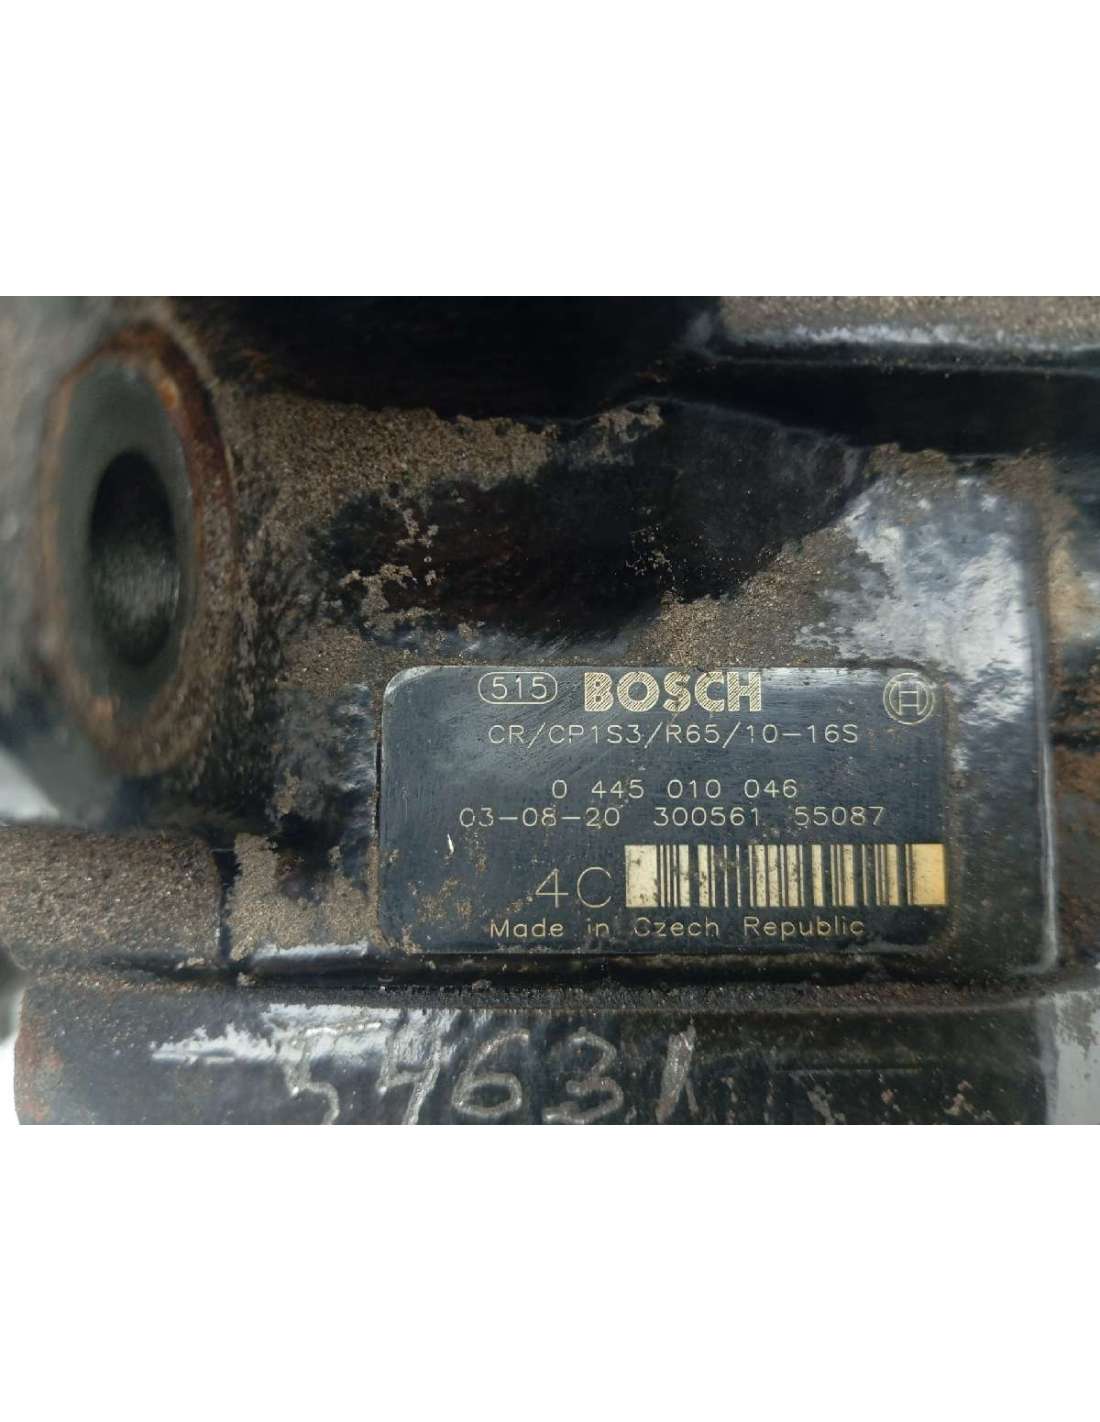 515 BOSCH
CR/CP1S3/R65/10-16S
0 445 010 046
03-08-20 300561 55087
4C
Made in Czech Republic
54631